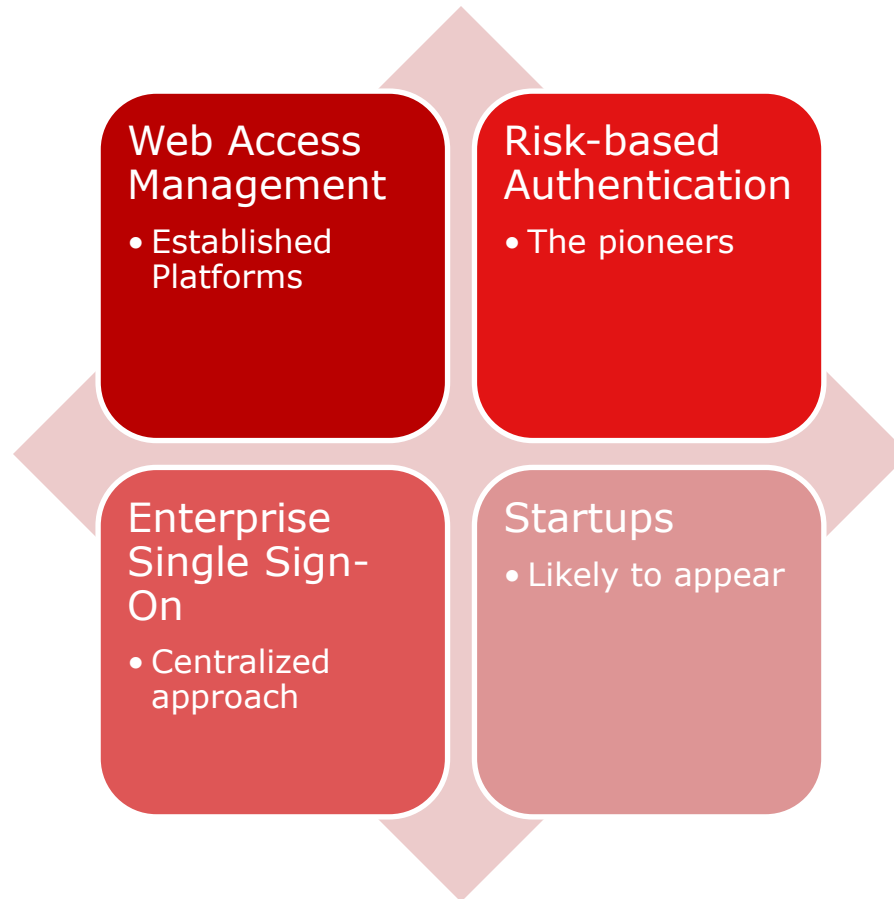 Web Access
Management
• Established
Platforms
Risk-based
Authentication
• The pioneers
Enterprise
Single Sign-
On
• Centralized
approach
Startups
• Likely to appear